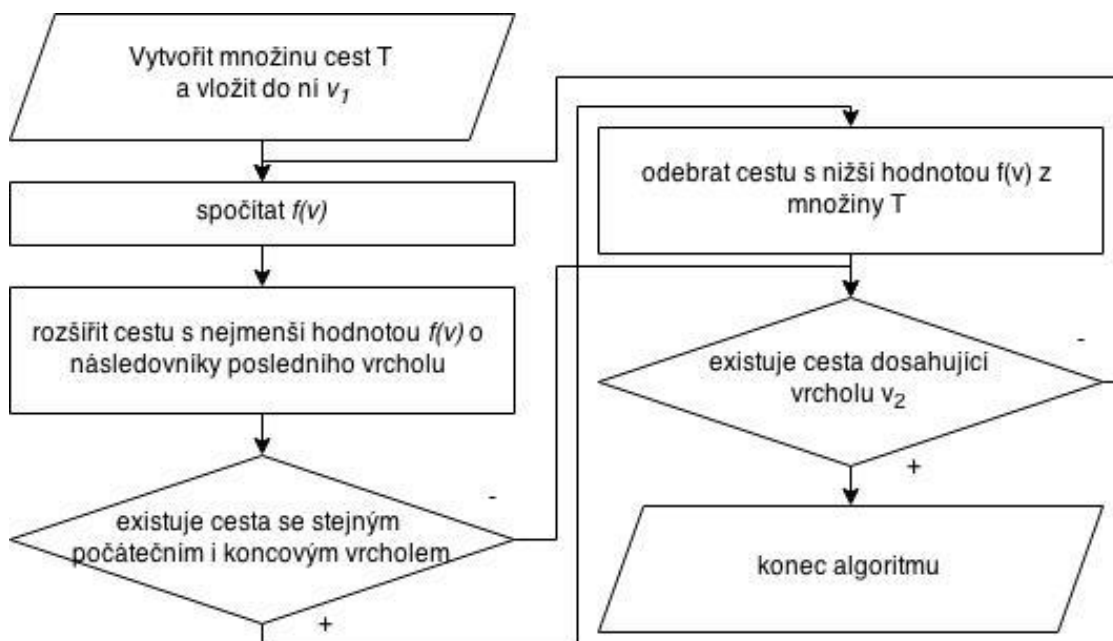 Vytvořit množinu cest T
a vložit do ní v₁
spočítat f(v)
rozšířit cestu s nejmenší hodnotou f(v) o
následovníky posledního vrcholu
existuje cesta se stejným
počátečním i koncovým vrcholem
-
+
odebrat cestu s nižší hodnotou f(v) z
množiny T
existuje cesta dosahující
vrcholu v₂
-
+
konec algoritmu